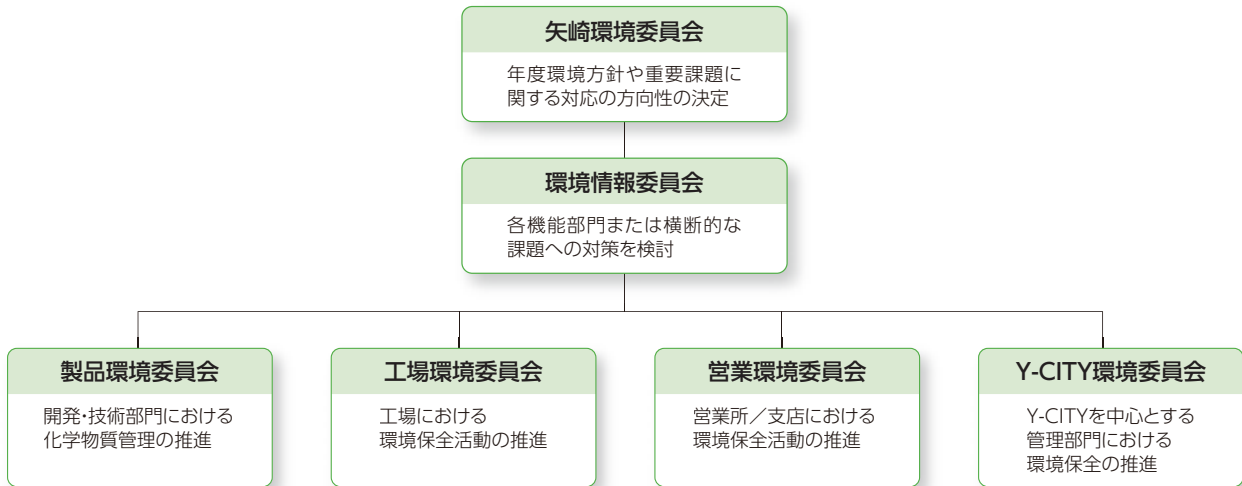 矢崎環境委員会
年度環境方針や重要課題に
関する対応の方向性の決定
環境情報委員会
各機能部門または横断的な
課題への対策を検討
製品環境委員会
開発・技術部門における
化学物質管理の推進
工場環境委員会
工場における
環境保全活動の推進
営業環境委員会
営業所／支店における
環境保全活動の推進
Y-CITY環境委員会
Y-CITYを中心とする
管理部門における
環境保全の推進